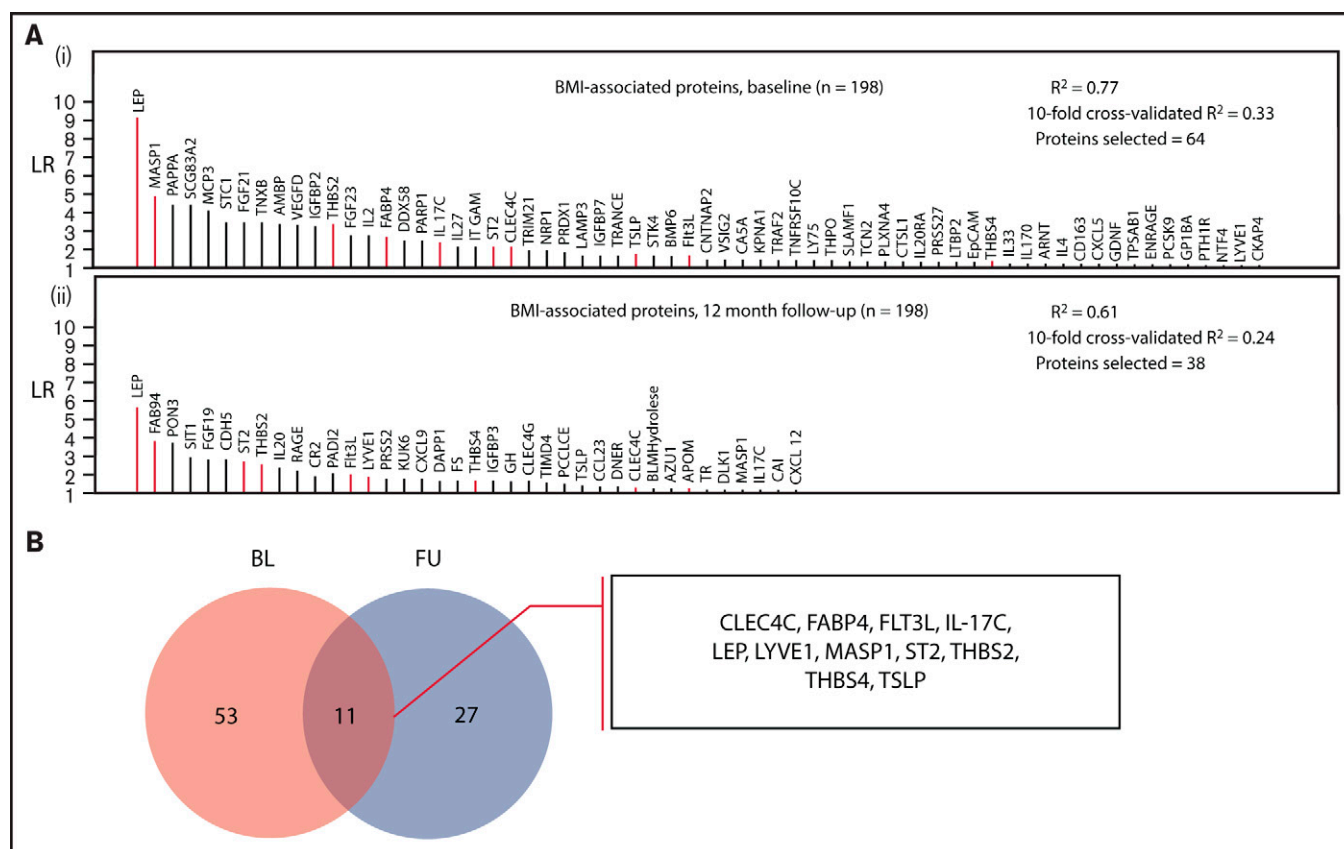 A
(i)
BMI-associated proteins, baseline (n = 198)
R² = 0.77
10-fold cross-validated R² = 0.33
Proteins selected = 64
LR
10
9
8
7
6
5
4
3
2
1
LEP
MASP1
PAPPA
SCG83A2
MCP3
STC1
FGF21
TNXB
AMBP
VEGFD
IGFBP2
THBS2
FGF23
IL2
FABP4
DDX58
PARP1
IL 17C
IL27
IT GAM
ST2
CLEC4C
TRIM21
NRP1
PRDX1
LAMP3
IGFBP7
TRANCE
TSLP
STK4
BMP6
Flt3L
CNTNAP2
VSIG2
CA5A
KPNA1
TRAF2
TNFRSF10C
LY75
THPO
SLAMF1
TCN2
PLXNA4
CTSL1
IL20RA
PRSS27
LTBP2
EpCAM
THBS4
IL33
IL170
ARNT
IL4
CD163
CXCL5
GDNF
TPSAB1
ENRAGE
PCSK9
GP1BA
PTH1R
NTF4
LYVE1
CKAP4
(ii)
BMI-associated proteins, 12 month follow-up (n = 198)
R² = 0.61
10-fold cross-validated R² = 0.24
Proteins selected = 38
LR
10
9
8
7
6
5
4
3
2
1
LEP
FAB94
PON3
SIT1
FGF19
CDH5
ST2
THBS2
IL20
RAGE
CR2
PADI2
Flt3L
LYVE1
PRSS2
KUK6
CXCL9
DAPP1
FS
THBS4
IGFBP3
GH
CLEC4G
TIMD4
PCCLCE
TSLP
CCL23
DNER
CLEC4C
BLMHydrolese
AZU1
APOM
TR
DLK1
MASP1
IL17C
CAI
CXCL 12
B
BL
FU
53
11
27
CLEC4C, FABP4, FLT3L, IL-17C,
LEP, LYVE1, MASP1, ST2, THBS2,
THBS4, TSLP